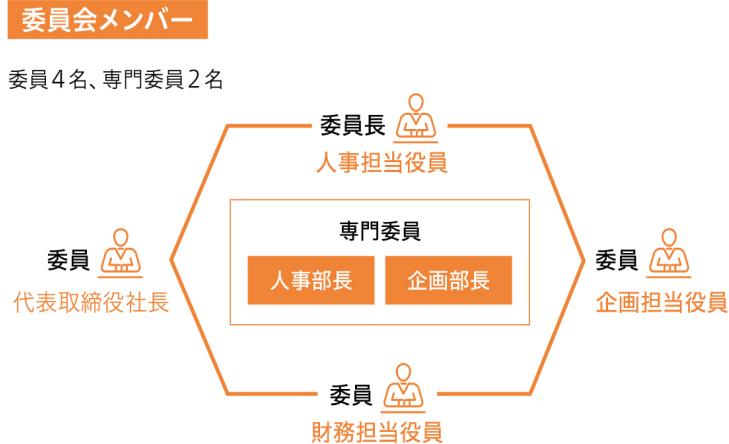 委員会メンバー
委員4名、専門委員2名
委員長
人事担当役員
専門委員
人事部長
企画部長
委員
代表取締役社長
委員
企画担当役員
委員
財務担当役員